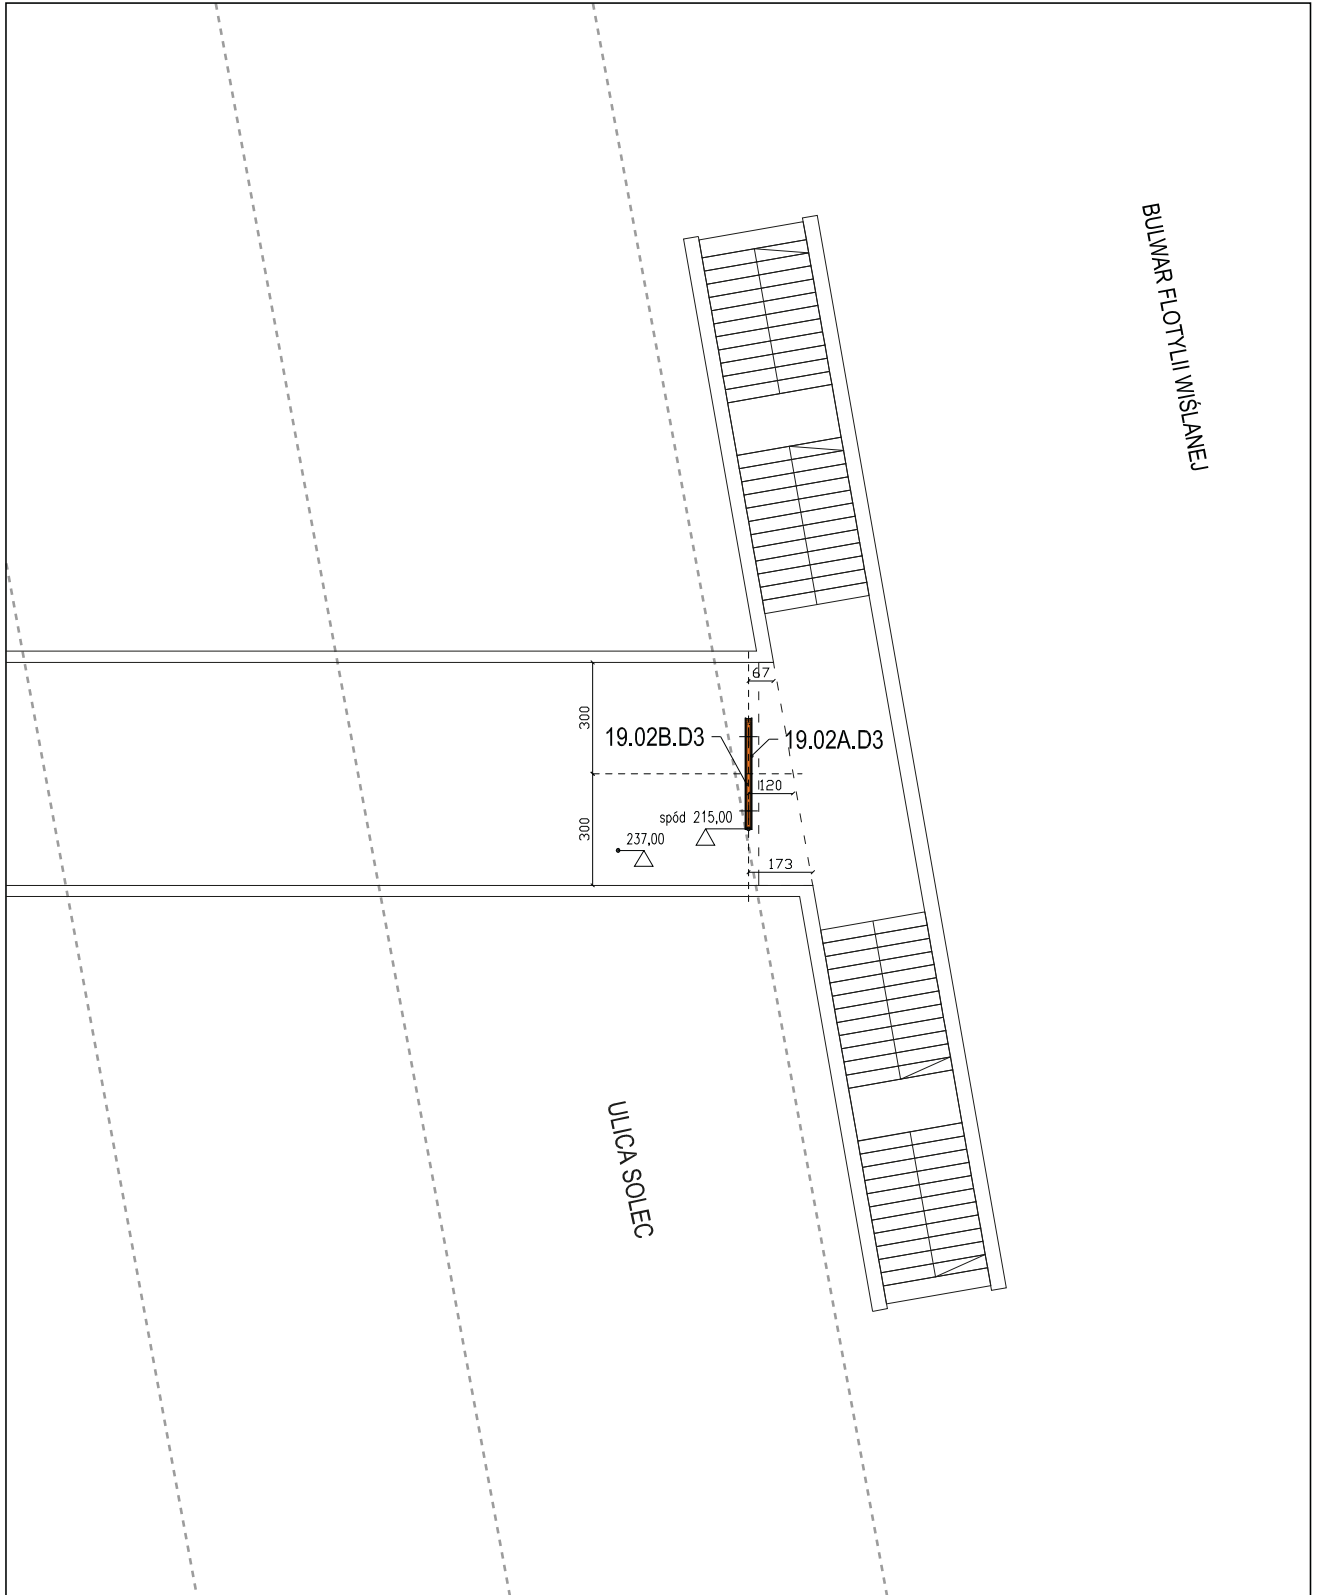 BULWAR FLOTYLII WIŚLANEJ
67
300
19.02B.D3
19.02A.D3
120
spód 215,00
300
237,00
173
ULICA SOLEC